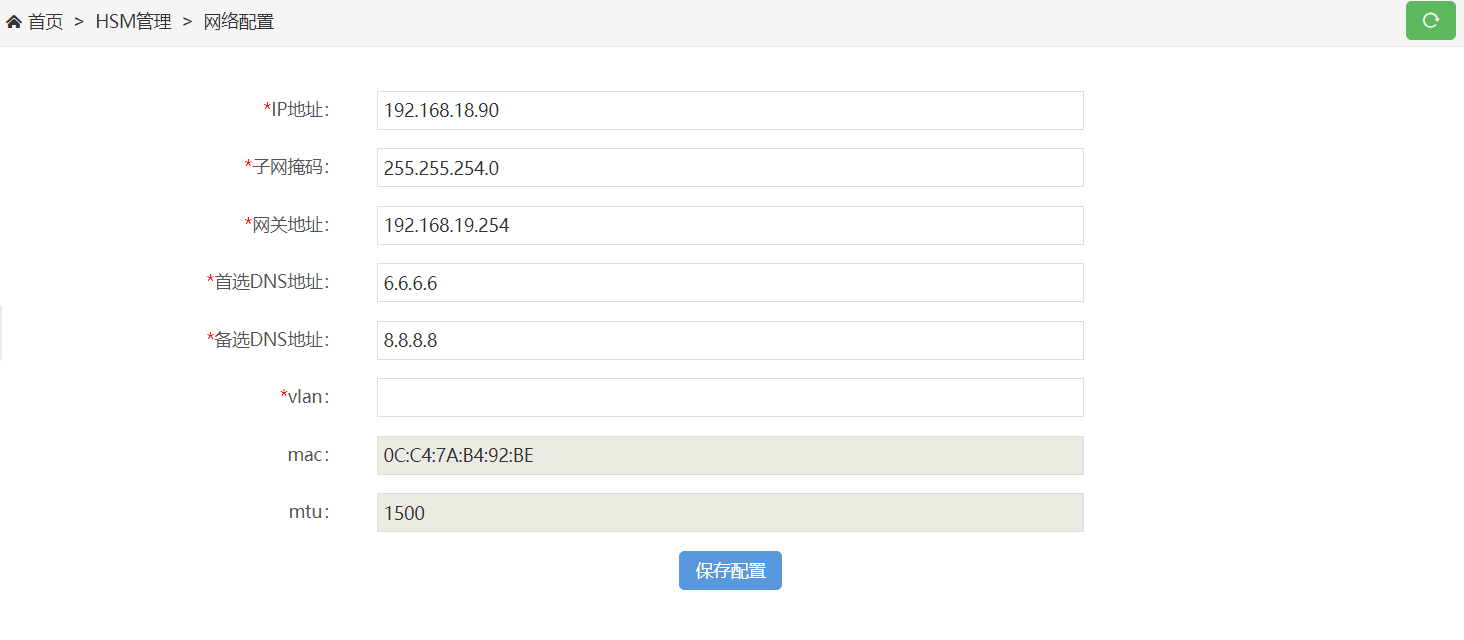 首页 > HSM管理 > 网络配置
*IP地址： 192.168.18.90
*子网掩码： 255.255.254.0
*网关地址： 192.168.19.254
*首选DNS地址： 6.6.6.6
*备选DNS地址： 8.8.8.8
*vlan：
mac： 0C:C4:7A:B4:92:BE
mtu： 1500
保存配置